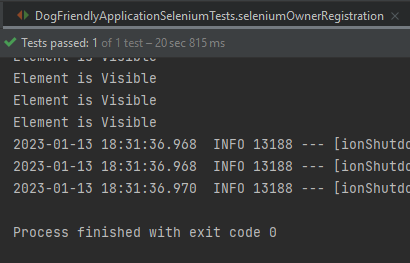 DogFriendlyApplicationSeleniumTests.seleniumOwnerRegistration ×
Tests passed: 1 of 1 test – 20 sec 815 ms
Element is Visible
Element is Visible
Element is Visible
Element is Visible
2023-01-13 18:31:36.968  INFO 13188 --- [ionShutdo
2023-01-13 18:31:36.968  INFO 13188 --- [ionShutdo
2023-01-13 18:31:36.970  INFO 13188 --- [ionShutdo
Process finished with exit code 0